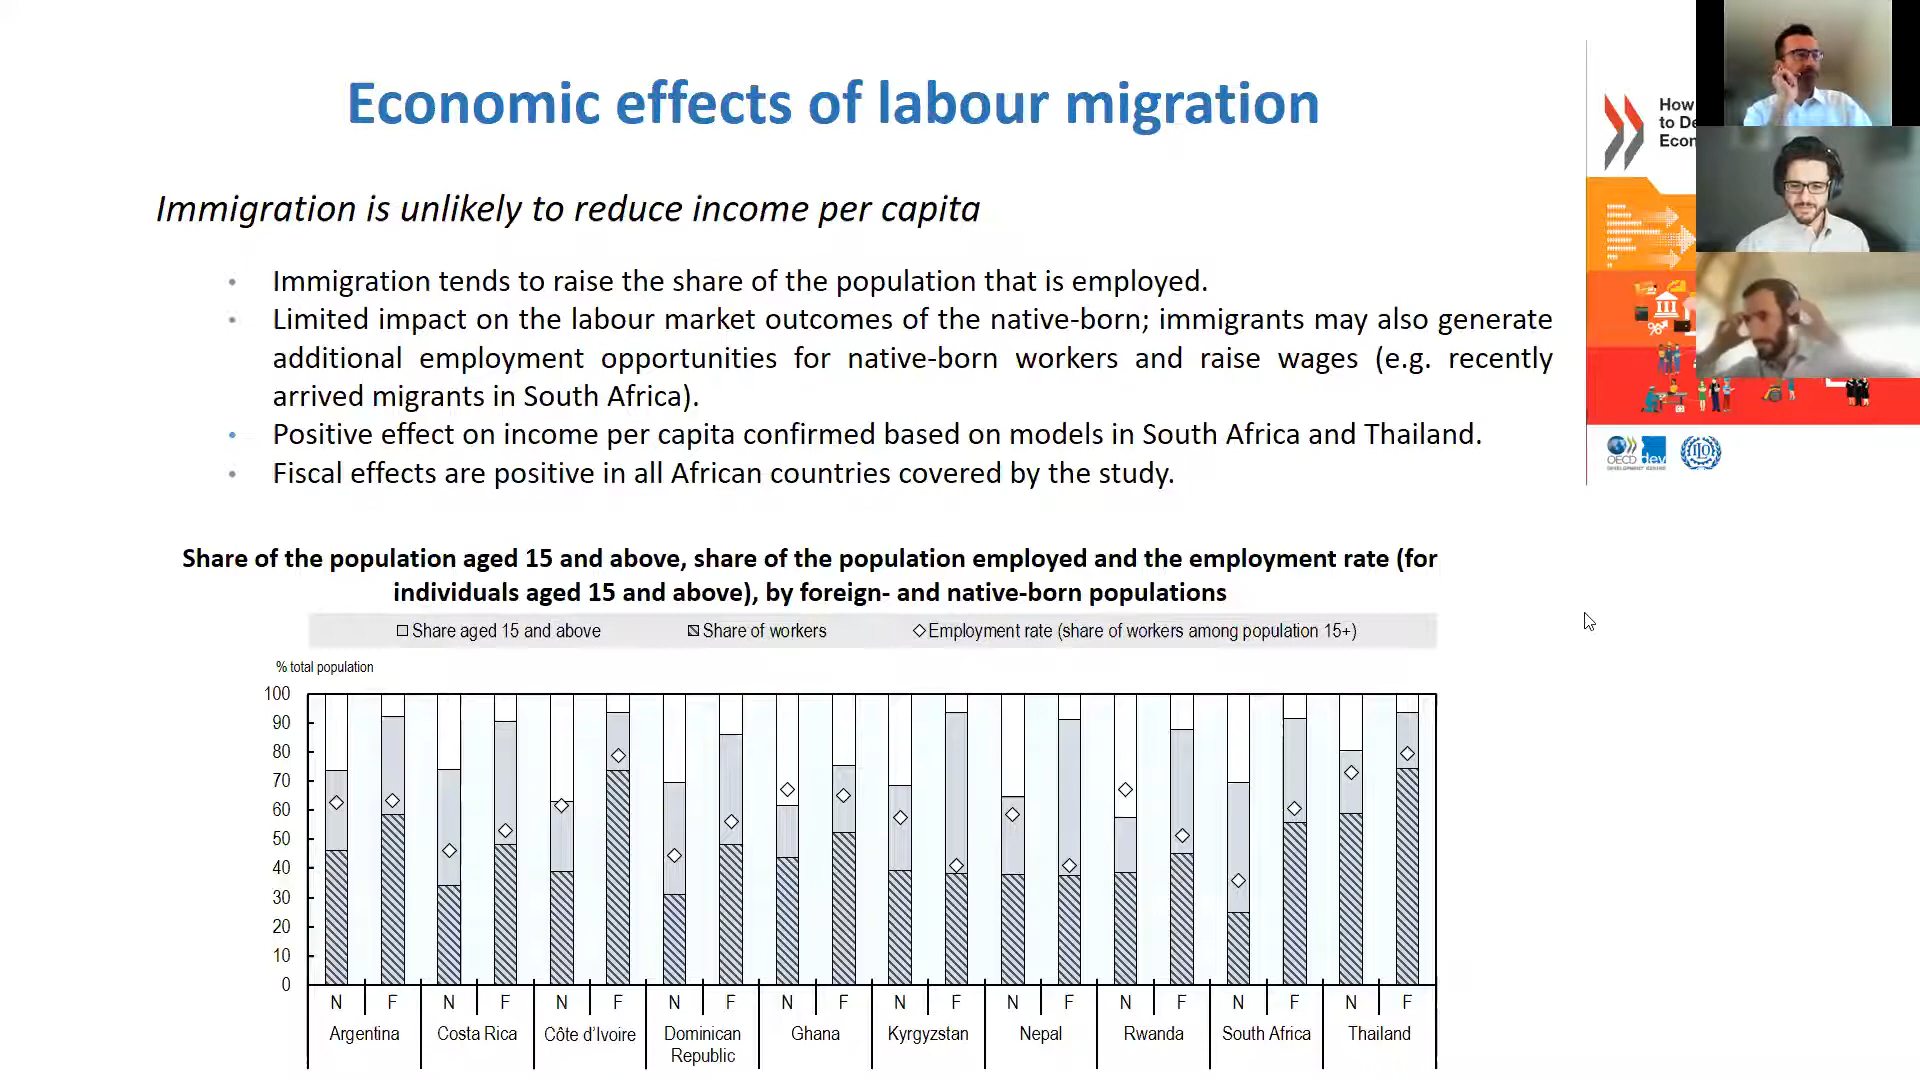 Economic effects of labour migration
Immigration is unlikely to reduce income per capita
• Immigration tends to raise the share of the population that is employed.
• Limited impact on the labour market outcomes of the native-born; immigrants may also generate
additional employment opportunities for native-born workers and raise wages (e.g. recently
arrived migrants in South Africa).
• Positive effect on income per capita confirmed based on models in South Africa and Thailand.
• Fiscal effects are positive in all African countries covered by the study.
How
to De
Econ
OECD dev
ILO
Share of the population aged 15 and above, share of the population employed and the employment rate (for
individuals aged 15 and above), by foreign- and native-born populations
Share aged 15 and above Share of workers Employment rate (share of workers among population 15+)
% total population
100
90
80
70
60
50
40
30
20
10
0
N F N F N F N F N F N F N F N F N F N F
Argentina Costa Rica Côte d'Ivoire Dominican Ghana Kyrgyzstan Nepal Rwanda South Africa Thailand
Republic